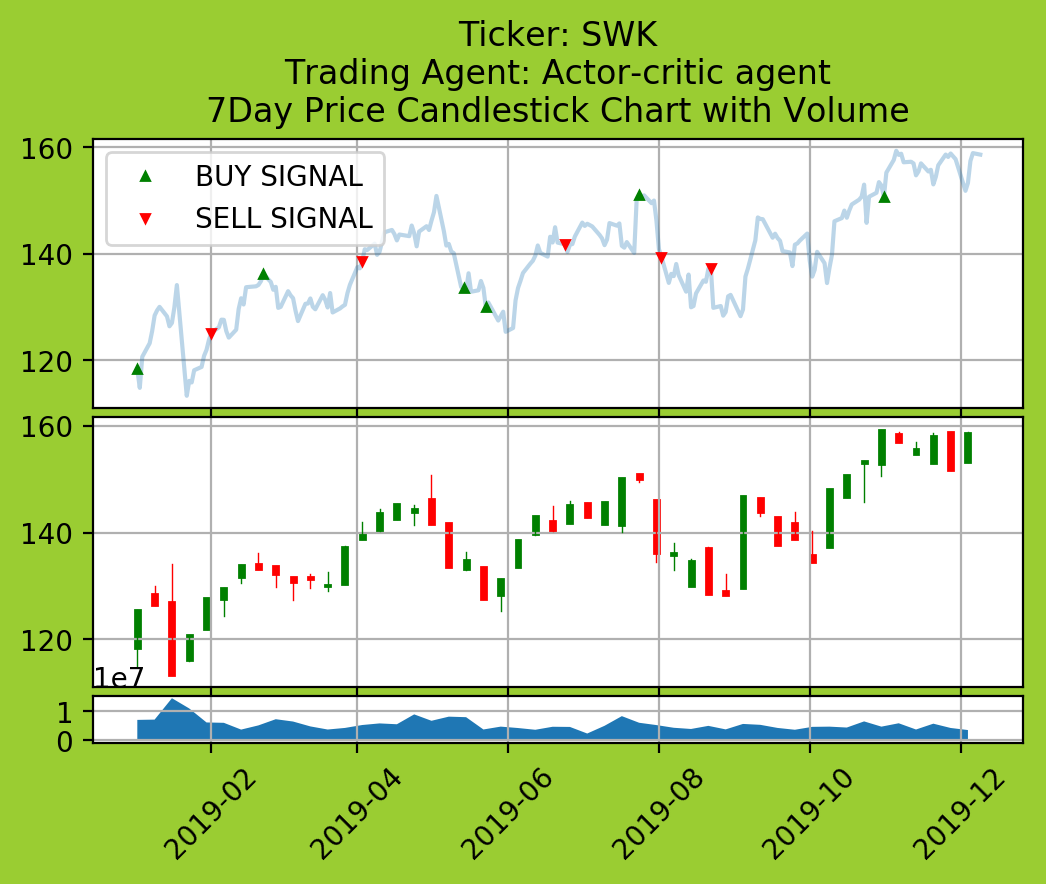 Ticker: SWK
Trading Agent: Actor-critic agent
7Day Price Candlestick Chart with Volume
160
BUY SIGNAL
SELL SIGNAL
140
120
160
140
120
1e7
1
0
2019-02
2019-04
2019-06
2019-08
2019-10
2019-12